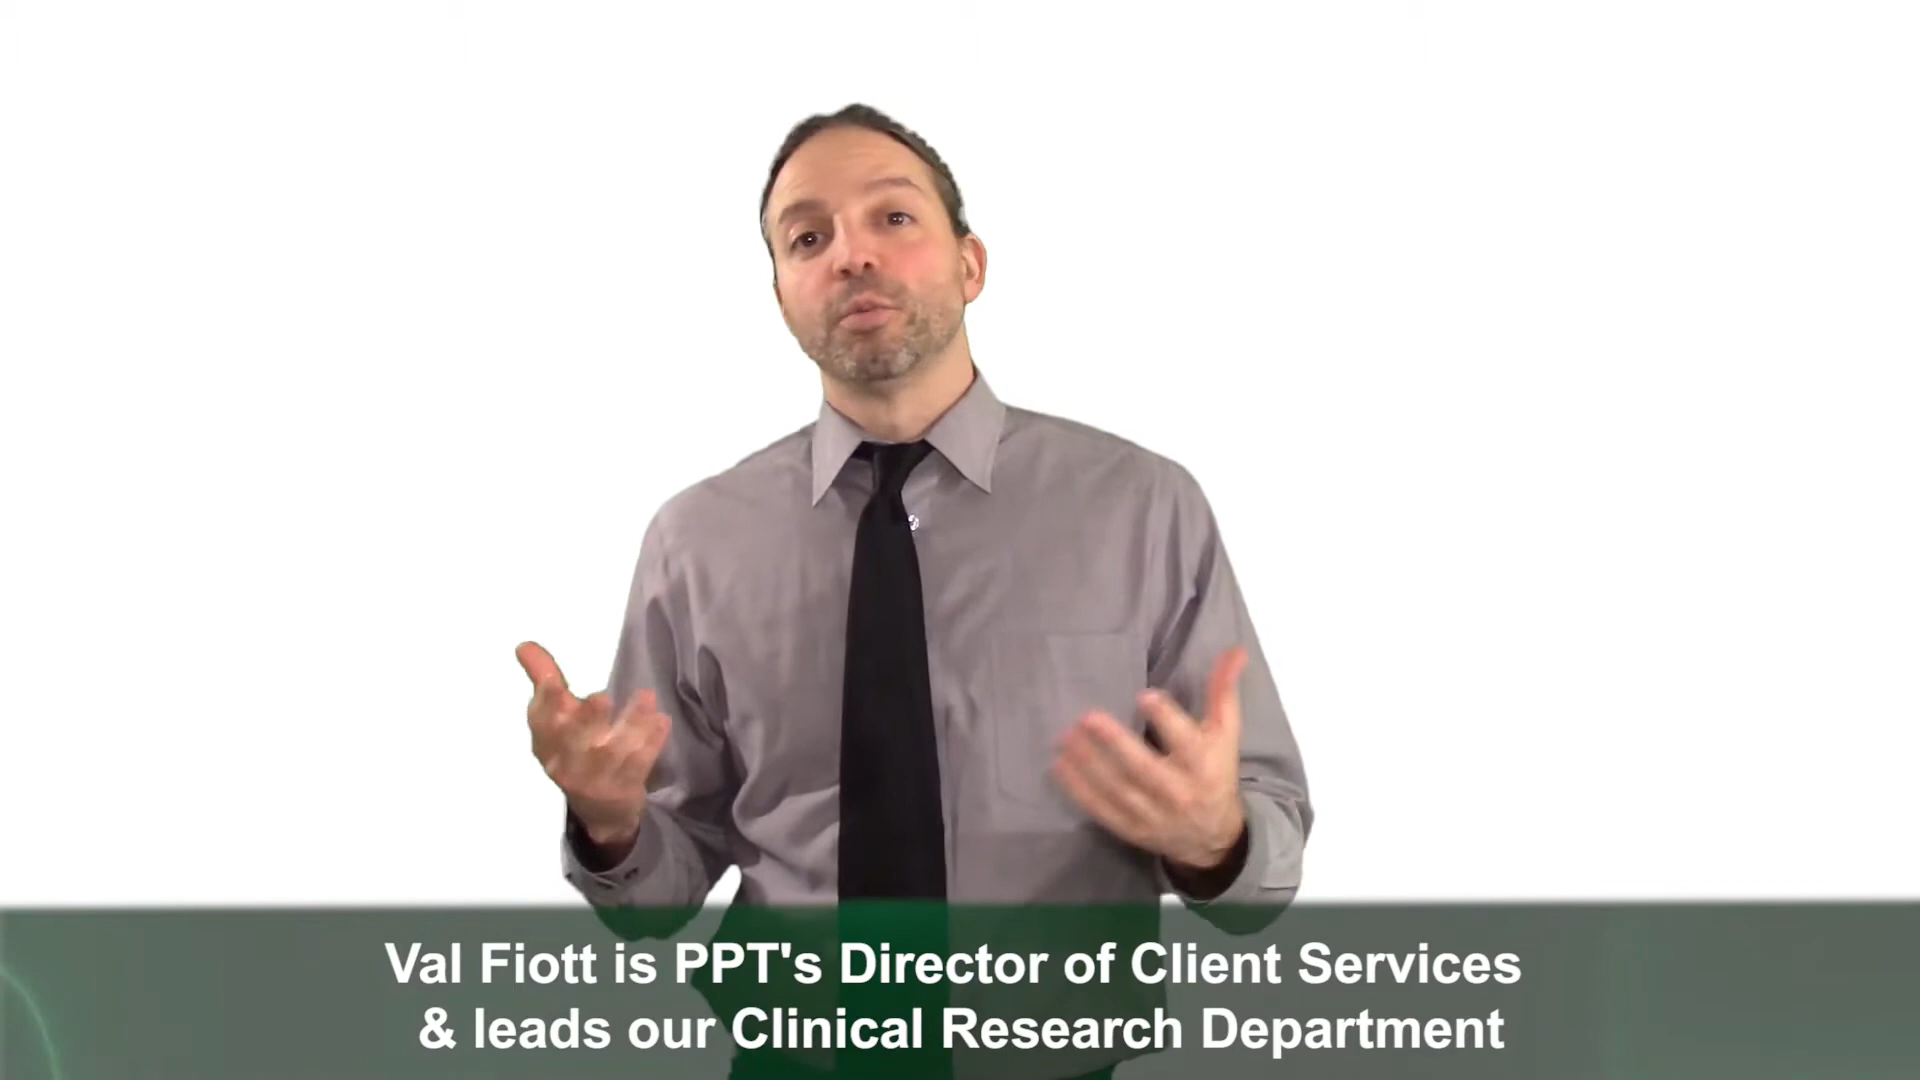 Val Fiott is PPT's Director of Client Services
& leads our Clinical Research Department